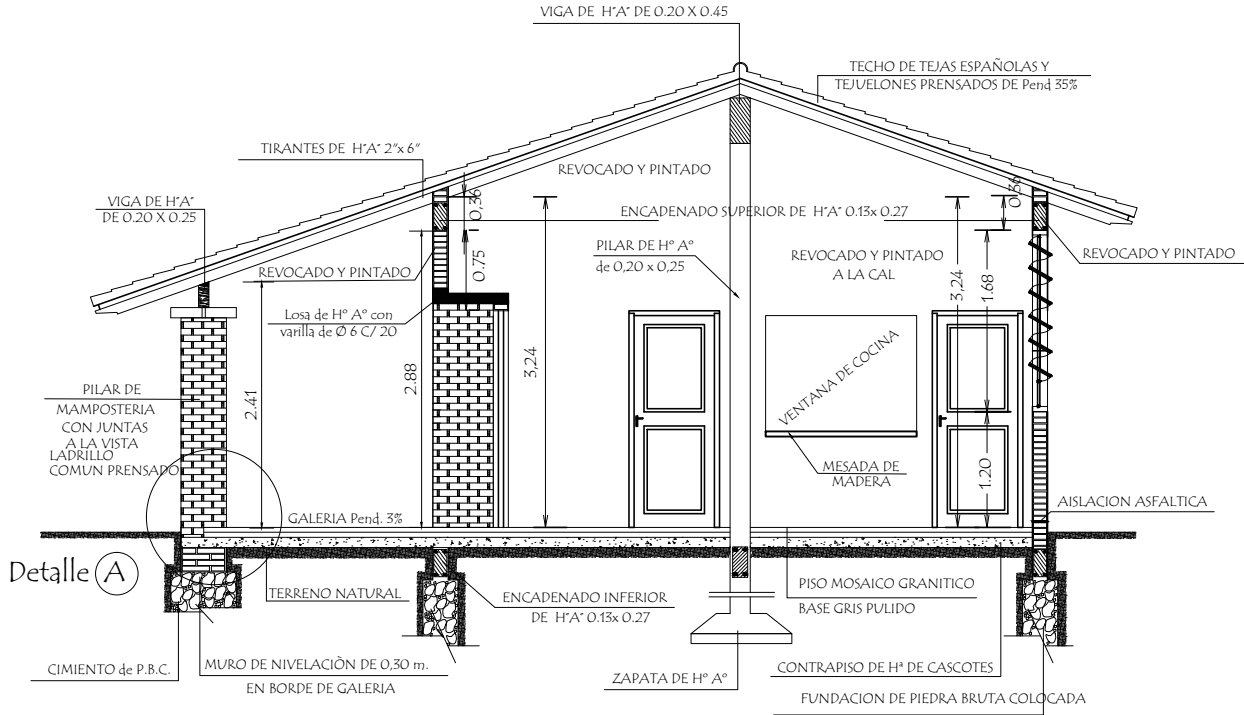 VIGA DE H°A° DE 0.20 X 0.45
TECHO DE TEJAS ESPAÑOLAS Y
TEJUELONES PRENSADOS DE Pend 35%
TIRANTES DE H°A° 2"x 6"
REVOCADO Y PINTADO
VIGA DE H°A°
DE 0.20 X 0.25
0,36
0.36
ENCADENADO SUPERIOR DE H°A° 0.13x 0.27
PILAR DE Hº Aº
de 0,20 x 0,25
REVOCADO Y PINTADO
A LA CAL
REVOCADO Y PINTADO
REVOCADO Y PINTADO
0.75
Losa de Hº Aº con
varilla de Ø 6 C/ 20
3,24
1.68
3,24
2.88
2.41
VENTANA DE COCINA
PILAR DE
MAMPOSTERIA
CON JUNTAS
A LA VISTA
LADRILLO
COMUN PRENSADO
MESADA DE
MADERA
1.20
AISLACION ASFALTICA
GALERIA Pend. 3%
Detalle A
TERRENO NATURAL
ENCADENADO INFERIOR
DE H°A° 0.13x 0.27
PISO MOSAICO GRANITICO
BASE GRIS PULIDO
CIMIENTO de P.B.C.
MURO DE NIVELACIÒN DE 0,30 m.
EN BORDE DE GALERIA
ZAPATA DE Hº Aº
CONTRAPISO DE Hª DE CASCOTES
FUNDACION DE PIEDRA BRUTA COLOCADA